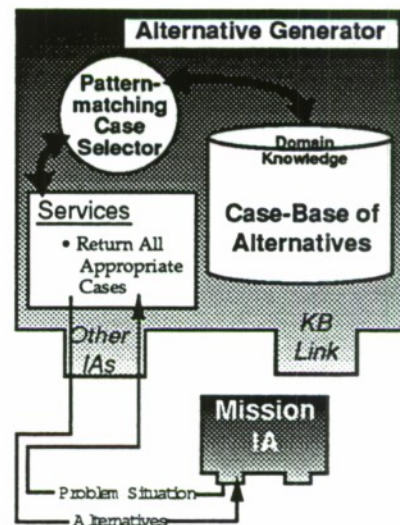 Alternative Generator
Pattern-
matching
Case
Selector
Domain
Knowledge
Case-Base of
Alternatives
Services
• Return All
Appropriate
Cases
Other
IAs
KB
Link
Mission
IA
Problem Situation
Alternatives